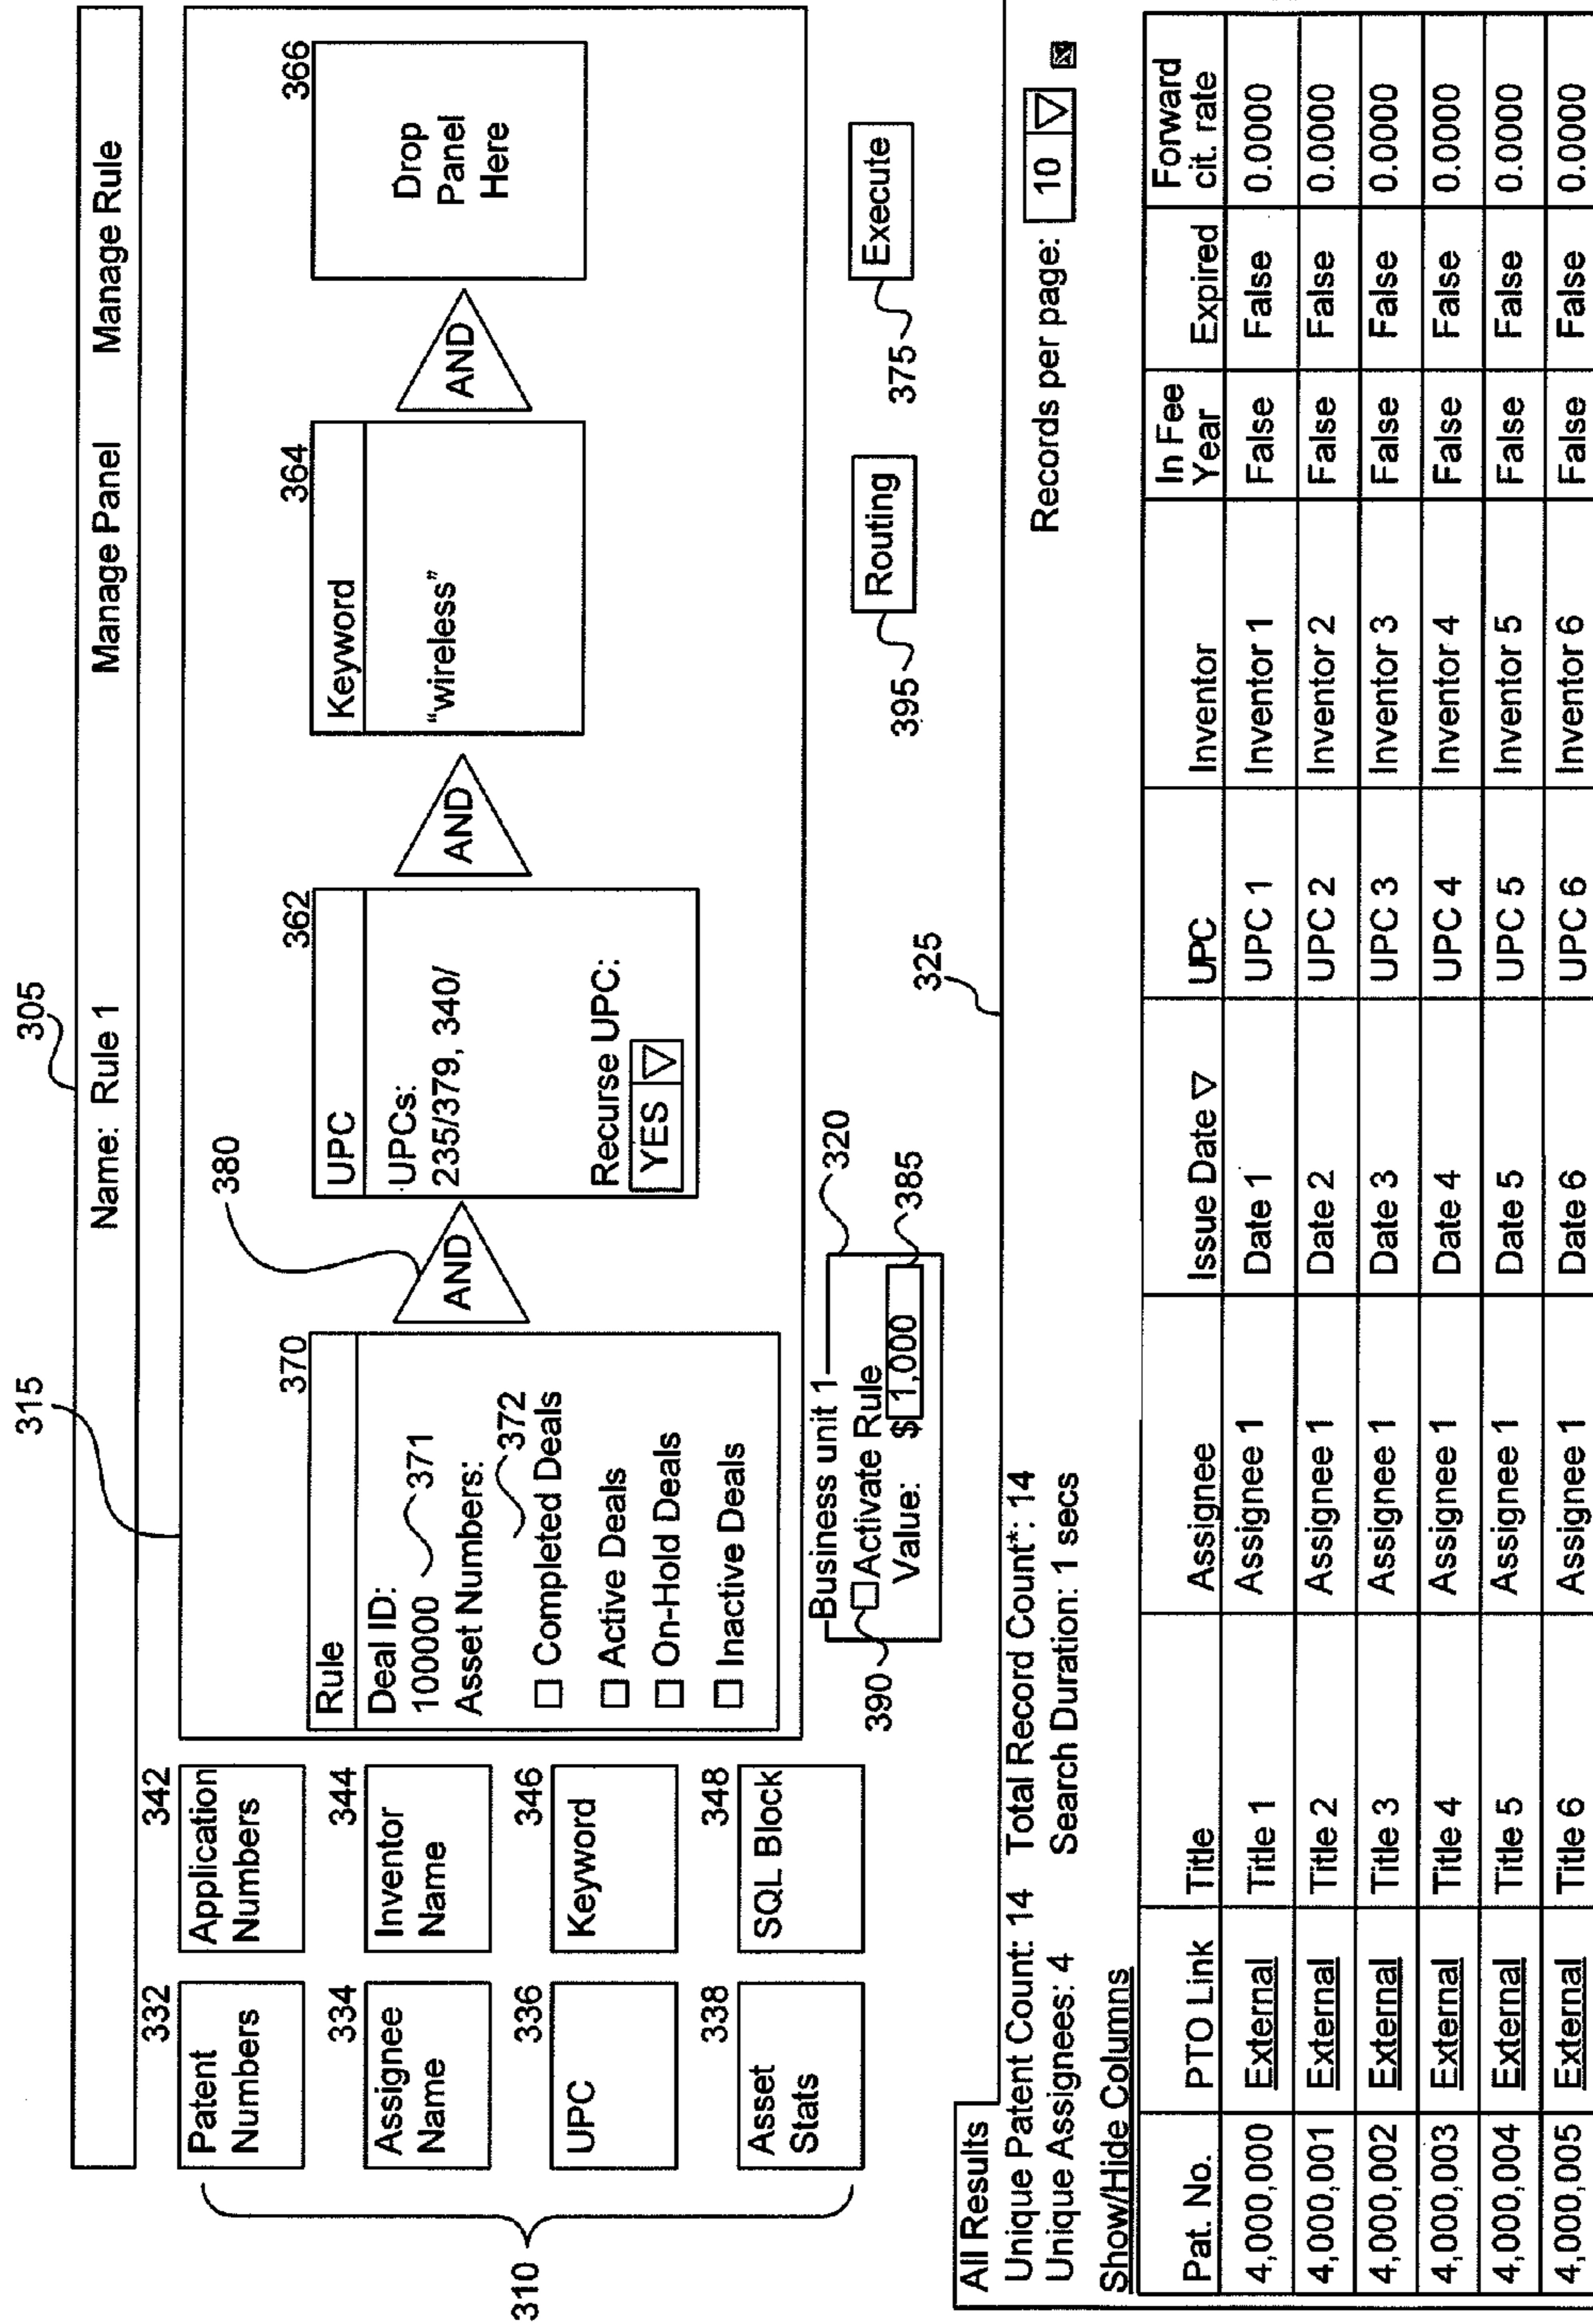 305
Name: Rule 1 Manage Panel Manage Rule
315
332
Patent
Numbers
342
Application
Numbers
334
Assignee
Name
344
Inventor
Name
336
UPC
346
Keyword
338
Asset
Stats
348
SQL Block
310
370
Rule
Deal ID:
100000
371
Asset Numbers:
372
☐ Completed Deals
☐ Active Deals
☐ On-Hold Deals
☐ Inactive Deals
380
AND
362
UPC
UPCs:
235/379, 340/
Recurse UPC:
YES ▽
AND
364
Keyword
“wireless”
AND
366
Drop
Panel
Here
Business unit 1
320
390
☐ Activate Rule
Value: $ 1,000
385
395
Routing
375
Execute
325
All Results
Unique Patent Count: 14 Total Record Count*: 14
Unique Assignees: 4 Search Duration: 1 secs
Records per page: 10 ▽
Show/Hide Columns
Pat. No. PTO Link Title Assignee Issue Date ▽ UPC Inventor In Fee Year Expired Forward cit. rate
4,000,000 External Title 1 Assignee 1 Date 1 UPC 1 Inventor 1 False False 0.0000
4,000,001 External Title 2 Assignee 1 Date 2 UPC 2 Inventor 2 False False 0.0000
4,000,002 External Title 3 Assignee 1 Date 3 UPC 3 Inventor 3 False False 0.0000
4,000,003 External Title 4 Assignee 1 Date 4 UPC 4 Inventor 4 False False 0.0000
4,000,004 External Title 5 Assignee 1 Date 5 UPC 5 Inventor 5 False False 0.0000
4,000,005 External Title 6 Assignee 1 Date 6 UPC 6 Inventor 6 False False 0.0000